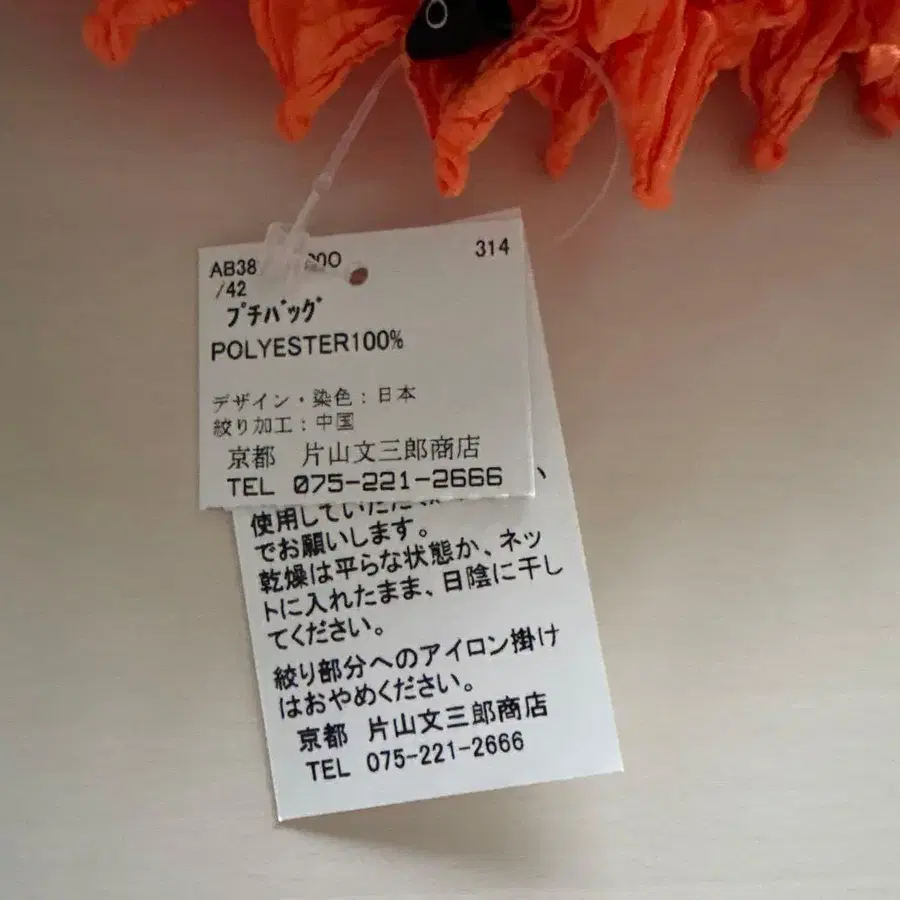 AB38
314
/42
プチバッグ
POLYESTER100%
デザイン・染色：日本
絞り加工：中国
京都 片山文三郎商店
TEL 075-221-2666
使用して
でお願いします。
乾燥は平らな状態か、ネッ
トに入れたまま、日陰に干し
てください。
絞り部分へのアイロン掛け
はおやめください。
京都 片山文三郎商店
TEL 075-221-2666